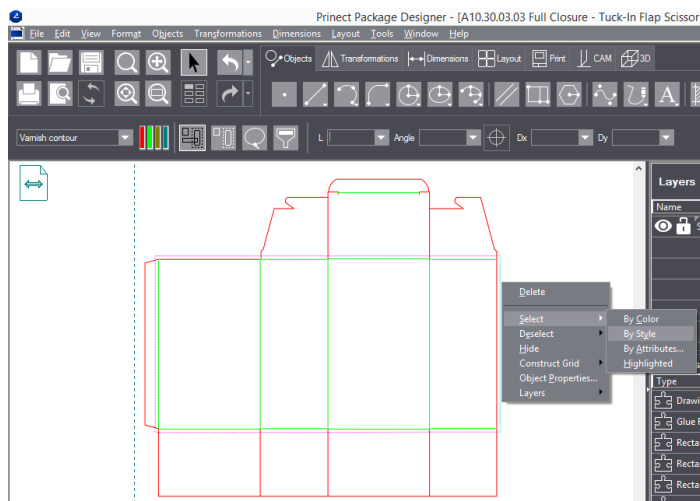 Prinect Package Designer - [A10.30.03.03 Full Closure - Tuck-In Flap Scissor
File Edit View Format Objects Transformations Dimensions Layout Tools Window Help
Objects Transformations Dimensions Layout Print CAM 3D
Varnish contour L Angle Dx Dy
Layers
Name
Delete
Select
Deselect
Hide
Construct Grid
Object Properties...
Layers
By Color
By Style
By Attributes...
Highlighted
Type
Drawi
Glue F
Recta
Recta
Recta